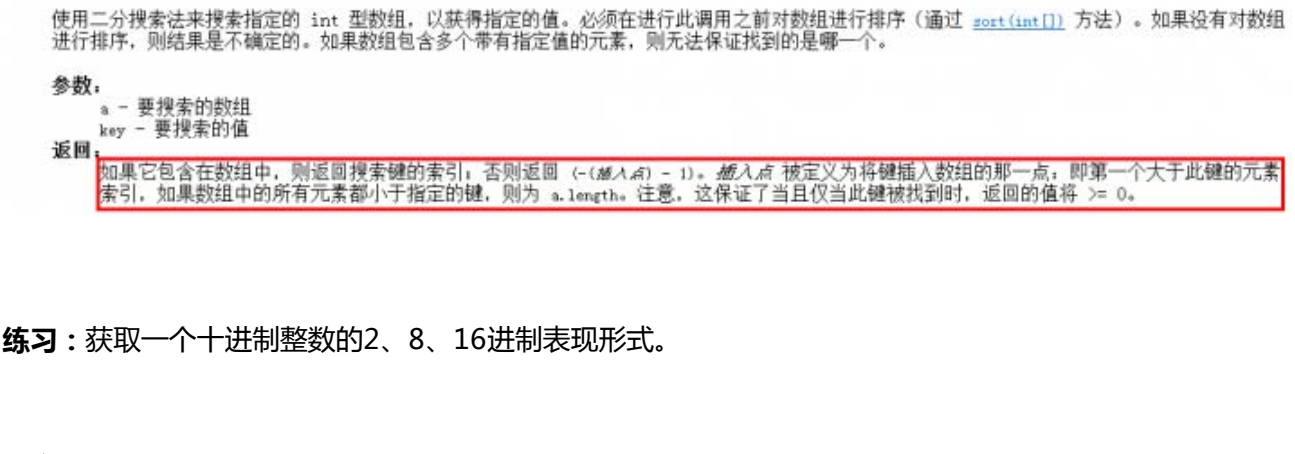 使用二分搜索法来搜索指定的 int 型数组，以获得指定的值。必须在进行此调用之前对数组进行排序（通过 sort(int[]) 方法）。如果没有对数组
进行排序，则结果是不确定的。如果数组包含多个带有指定值的元素，则无法保证找到的是哪一个。
参数：
a - 要搜索的数组
key - 要搜索的值
返回：
如果它包含在数组中，则返回搜索键的索引；否则返回 (-(插入点) - 1)。插入点 被定义为将键插入数组的那一点：即第一个大于此键的元素
索引，如果数组中的所有元素都小于指定的键，则为 a.length。注意，这保证了当且仅当此键被找到时，返回的值将 >= 0。
练习：获取一个十进制整数的2、8、16进制表现形式。